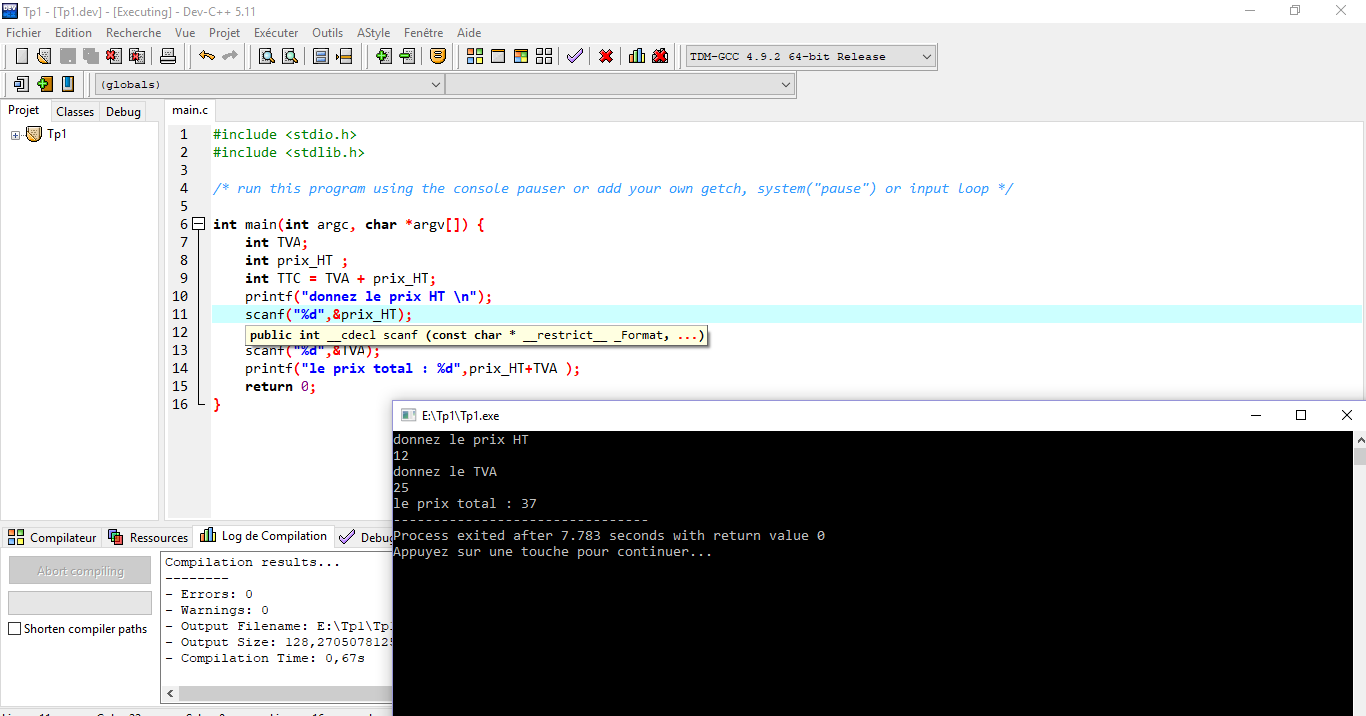 Tp1 - [Tp1.dev] - [Executing] - Dev-C++ 5.11
Fichier Edition Recherche Vue Projet Exécuter Outils AStyle Fenêtre Aide
TDM-GCC 4.9.2 64-bit Release
(globals)
Projet Classes Debug
Tp1
main.c
1 #include <stdio.h>
2 #include <stdlib.h>
3
4 /* run this program using the console pauser or add your own getch, system("pause") or input loop */
5
6 int main(int argc, char *argv[]) {
7 int TVA;
8 int prix_HT ;
9 int TTC = TVA + prix_HT;
10 printf("donnez le prix HT \n");
11 scanf("%d",&prix_HT);
12 public int __cdecl scanf (const char * __restrict__ _Format, ...)
13 scanf("%d",&TVA);
14 printf("le prix total : %d",prix_HT+TVA );
15 return 0;
16 }
E:\Tp1\Tp1.exe
donnez le prix HT
12
donnez le TVA
25
le prix total : 37
--------------------------------
Process exited after 7.783 seconds with return value 0
Appuyez sur une touche pour continuer...
Compilateur Ressources Log de Compilation Debu
Abort compiling
Shorten compiler paths
Compilation results...
--------
- Errors: 0
- Warnings: 0
- Output Filename: E:\Tp1\Tp
- Output Size: 128,270507812
- Compilation Time: 0,67s